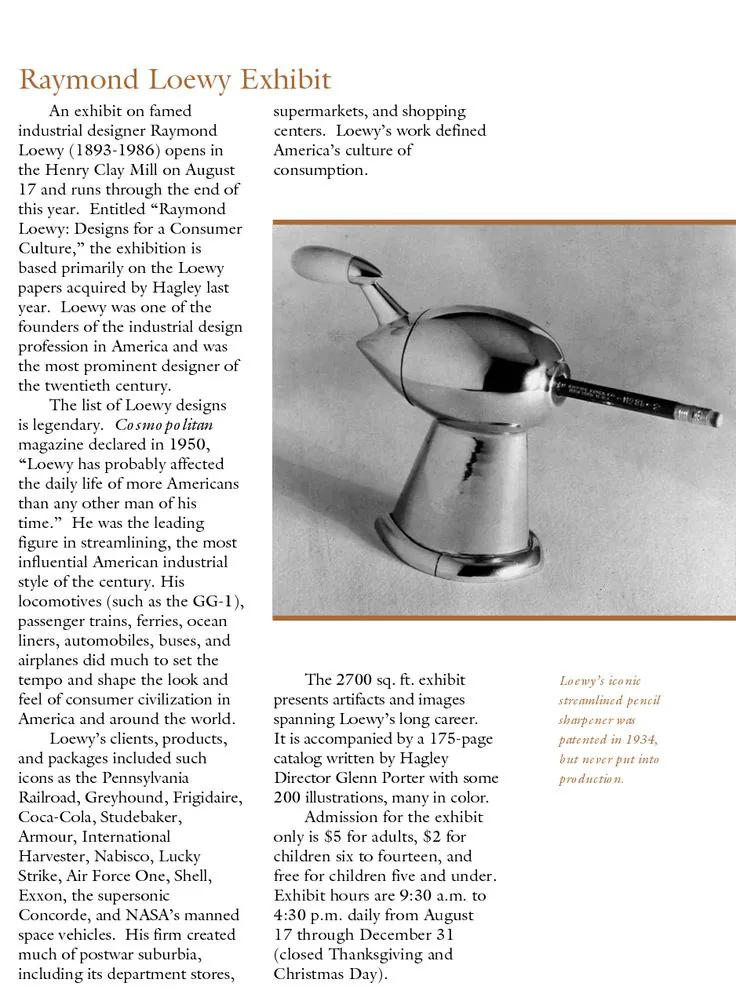 Raymond Loewy Exhibit
An exhibit on famed
industrial designer Raymond
Loewy (1893-1986) opens in
the Henry Clay Mill on August
17 and runs through the end of
this year.  Entitled “Raymond
Loewy: Designs for a Consumer
Culture,” the exhibition is
based primarily on the Loewy
papers acquired by Hagley last
year.  Loewy was one of the
founders of the industrial design
profession in America and was
the most prominent designer of
the twentieth century.
The list of Loewy designs
is legendary.  Cosmopolitan
magazine declared in 1950,
“Loewy has probably affected
the daily life of more Americans
than any other man of his
time.”  He was the leading
figure in streamlining, the most
influential American industrial
style of the century. His
locomotives (such as the GG-1),
passenger trains, ferries, ocean
liners, automobiles, buses, and
airplanes did much to set the
tempo and shape the look and
feel of consumer civilization in
America and around the world.
Loewy’s clients, products,
and packages included such
icons as the Pennsylvania
Railroad, Greyhound, Frigidaire,
Coca-Cola, Studebaker,
Armour, International
Harvester, Nabisco, Lucky
Strike, Air Force One, Shell,
Exxon, the supersonic
Concorde, and NASA’s manned
space vehicles.  His firm created
much of postwar suburbia,
including its department stores,
supermarkets, and shopping
centers.  Loewy’s work defined
America’s culture of
consumption.
The 2700 sq. ft. exhibit
presents artifacts and images
spanning Loewy’s long career.
It is accompanied by a 175-page
catalog written by Hagley
Director Glenn Porter with some
200 illustrations, many in color.
Admission for the exhibit
only is $5 for adults, $2 for
children six to fourteen, and
free for children five and under.
Exhibit hours are 9:30 a.m. to
4:30 p.m. daily from August
17 through December 31
(closed Thanksgiving and
Christmas Day).
Loewy’s iconic
streamlined pencil
sharpener was
patented in 1934,
but never put into
production.